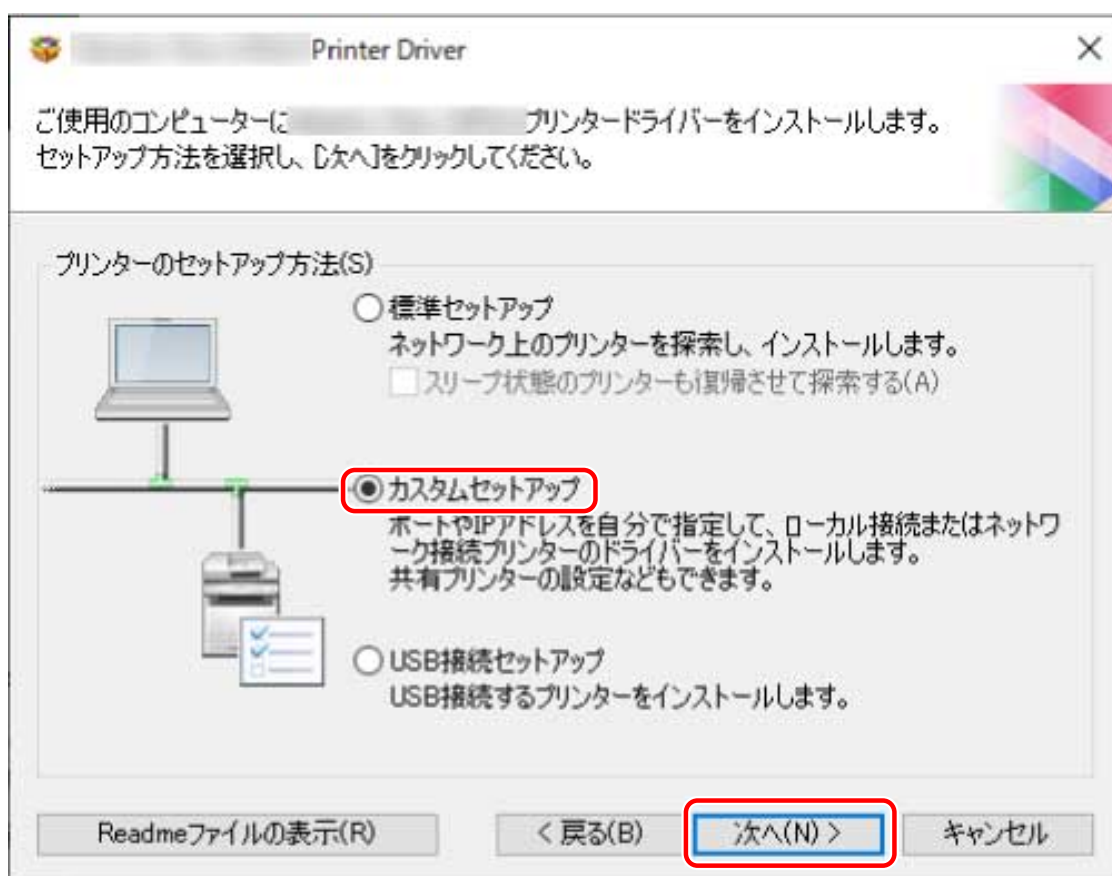 Printer Driver
ご使用のコンピューターに プリンタードライバーをインストールします。
セットアップ方法を選択し、[次へ]をクリックしてください。
プリンターのセットアップ方法(S)
標準セットアップ
ネットワーク上のプリンターを探索し、インストールします。
スリープ状態のプリンターも復帰させて探索する(A)
カスタムセットアップ
ポートやIPアドレスを自分で指定して、ローカル接続またはネットワ
ーク接続プリンターのドライバーをインストールします。
共有プリンターの設定などもできます。
USB接続セットアップ
USB接続するプリンターをインストールします。
Readmeファイルの表示(R)
< 戻る(B)
次へ(N) >
キャンセル